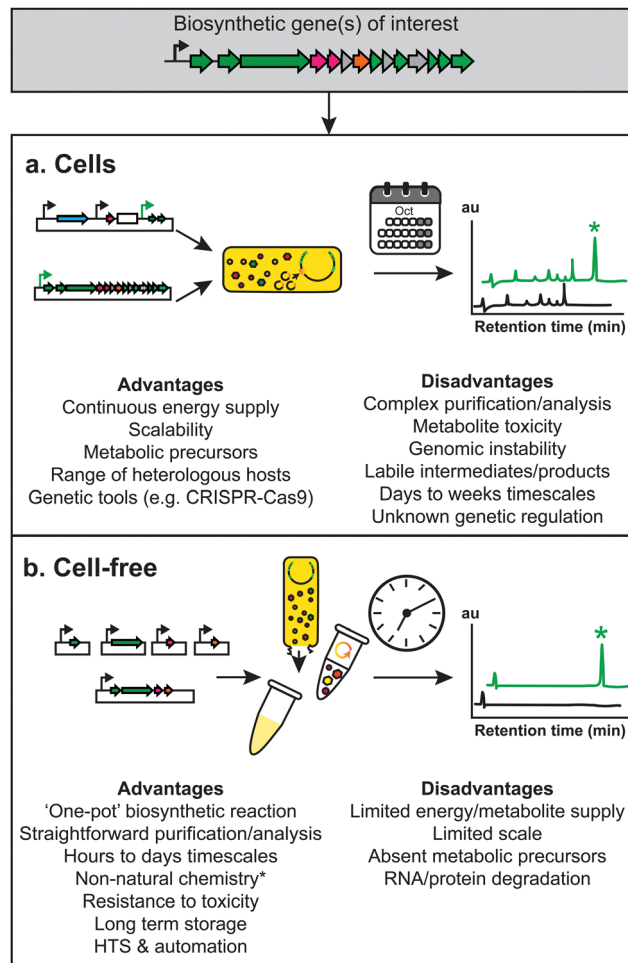 Biosynthetic gene(s) of interest
a. Cells
Oct
au
*
Retention time (min)
Advantages
Continuous energy supply
Scalability
Metabolic precursors
Range of heterologous hosts
Genetic tools (e.g. CRISPR-Cas9)
Disadvantages
Complex purification/analysis
Metabolite toxicity
Genomic instability
Labile intermediates/products
Days to weeks timescales
Unknown genetic regulation
b. Cell-free
au
*
Retention time (min)
Advantages
‘One-pot’ biosynthetic reaction
Straightforward purification/analysis
Hours to days timescales
Non-natural chemistry*
Resistance to toxicity
Long term storage
HTS & automation
Disadvantages
Limited energy/metabolite supply
Limited scale
Absent metabolic precursors
RNA/protein degradation